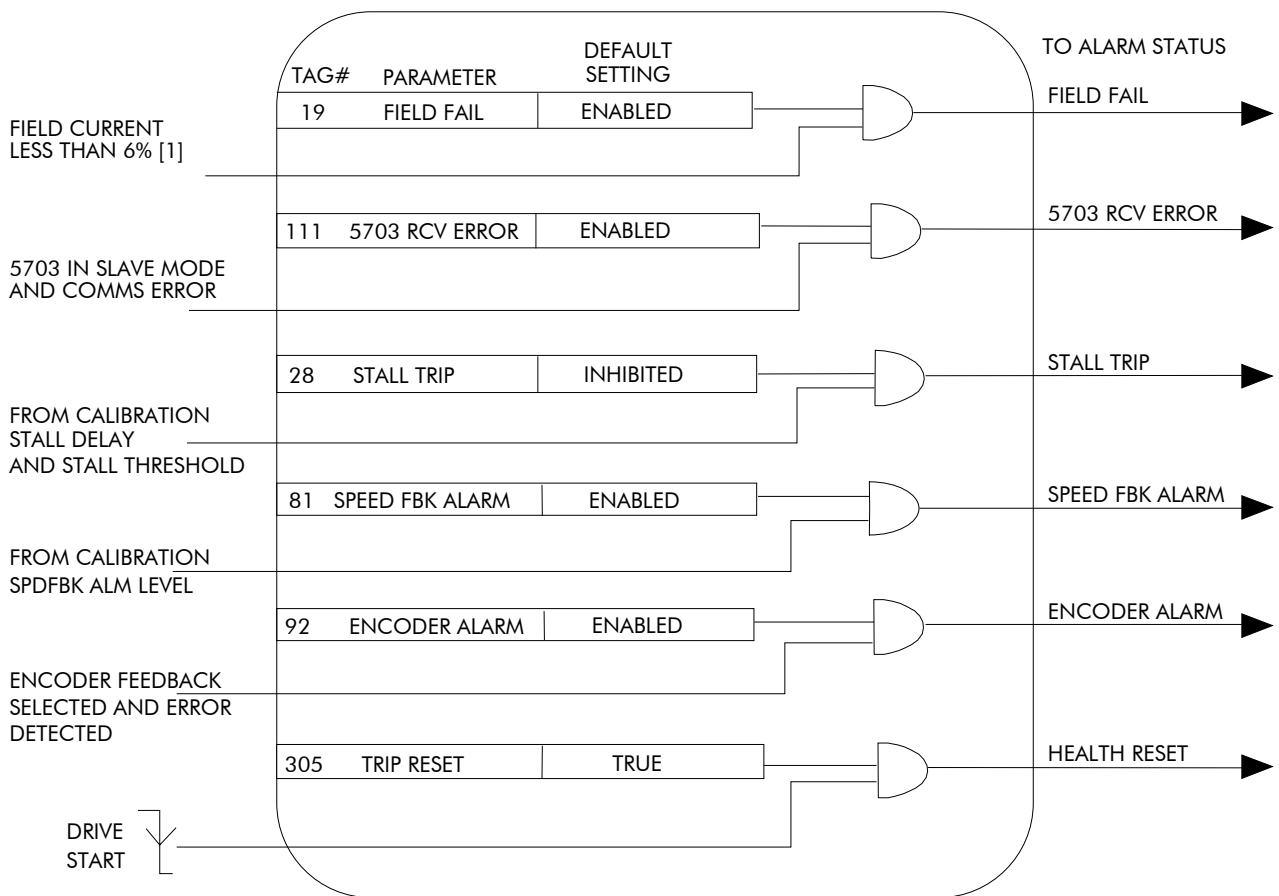 TO ALARM STATUS
DEFAULT
SETTING
TAG# PARAMETER
19 FIELD FAIL ENABLED
FIELD FAIL
FIELD CURRENT
LESS THAN 6% [1]
111 5703 RCV ERROR ENABLED
5703 RCV ERROR
5703 IN SLAVE MODE
AND COMMS ERROR
28 STALL TRIP INHIBITED
STALL TRIP
FROM CALIBRATION
STALL DELAY
AND STALL THRESHOLD
81 SPEED FBK ALARM ENABLED
SPEED FBK ALARM
FROM CALIBRATION
SPDFBK ALM LEVEL
92 ENCODER ALARM ENABLED
ENCODER ALARM
ENCODER FEEDBACK
SELECTED AND ERROR
DETECTED
305 TRIP RESET TRUE
HEALTH RESET
DRIVE
START